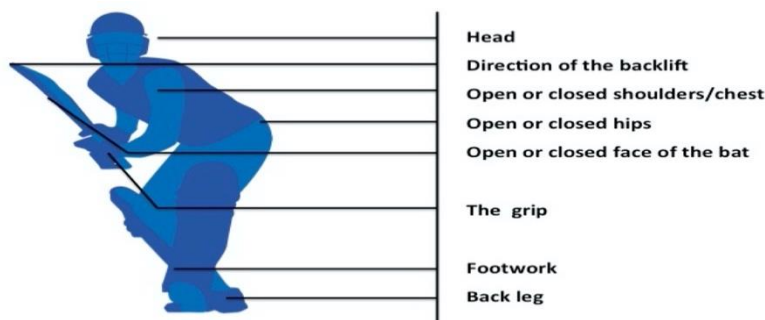 Head
Direction of the backlift
Open or closed shoulders/chest
Open or closed hips
Open or closed face of the bat
The grip
Footwork
Back leg